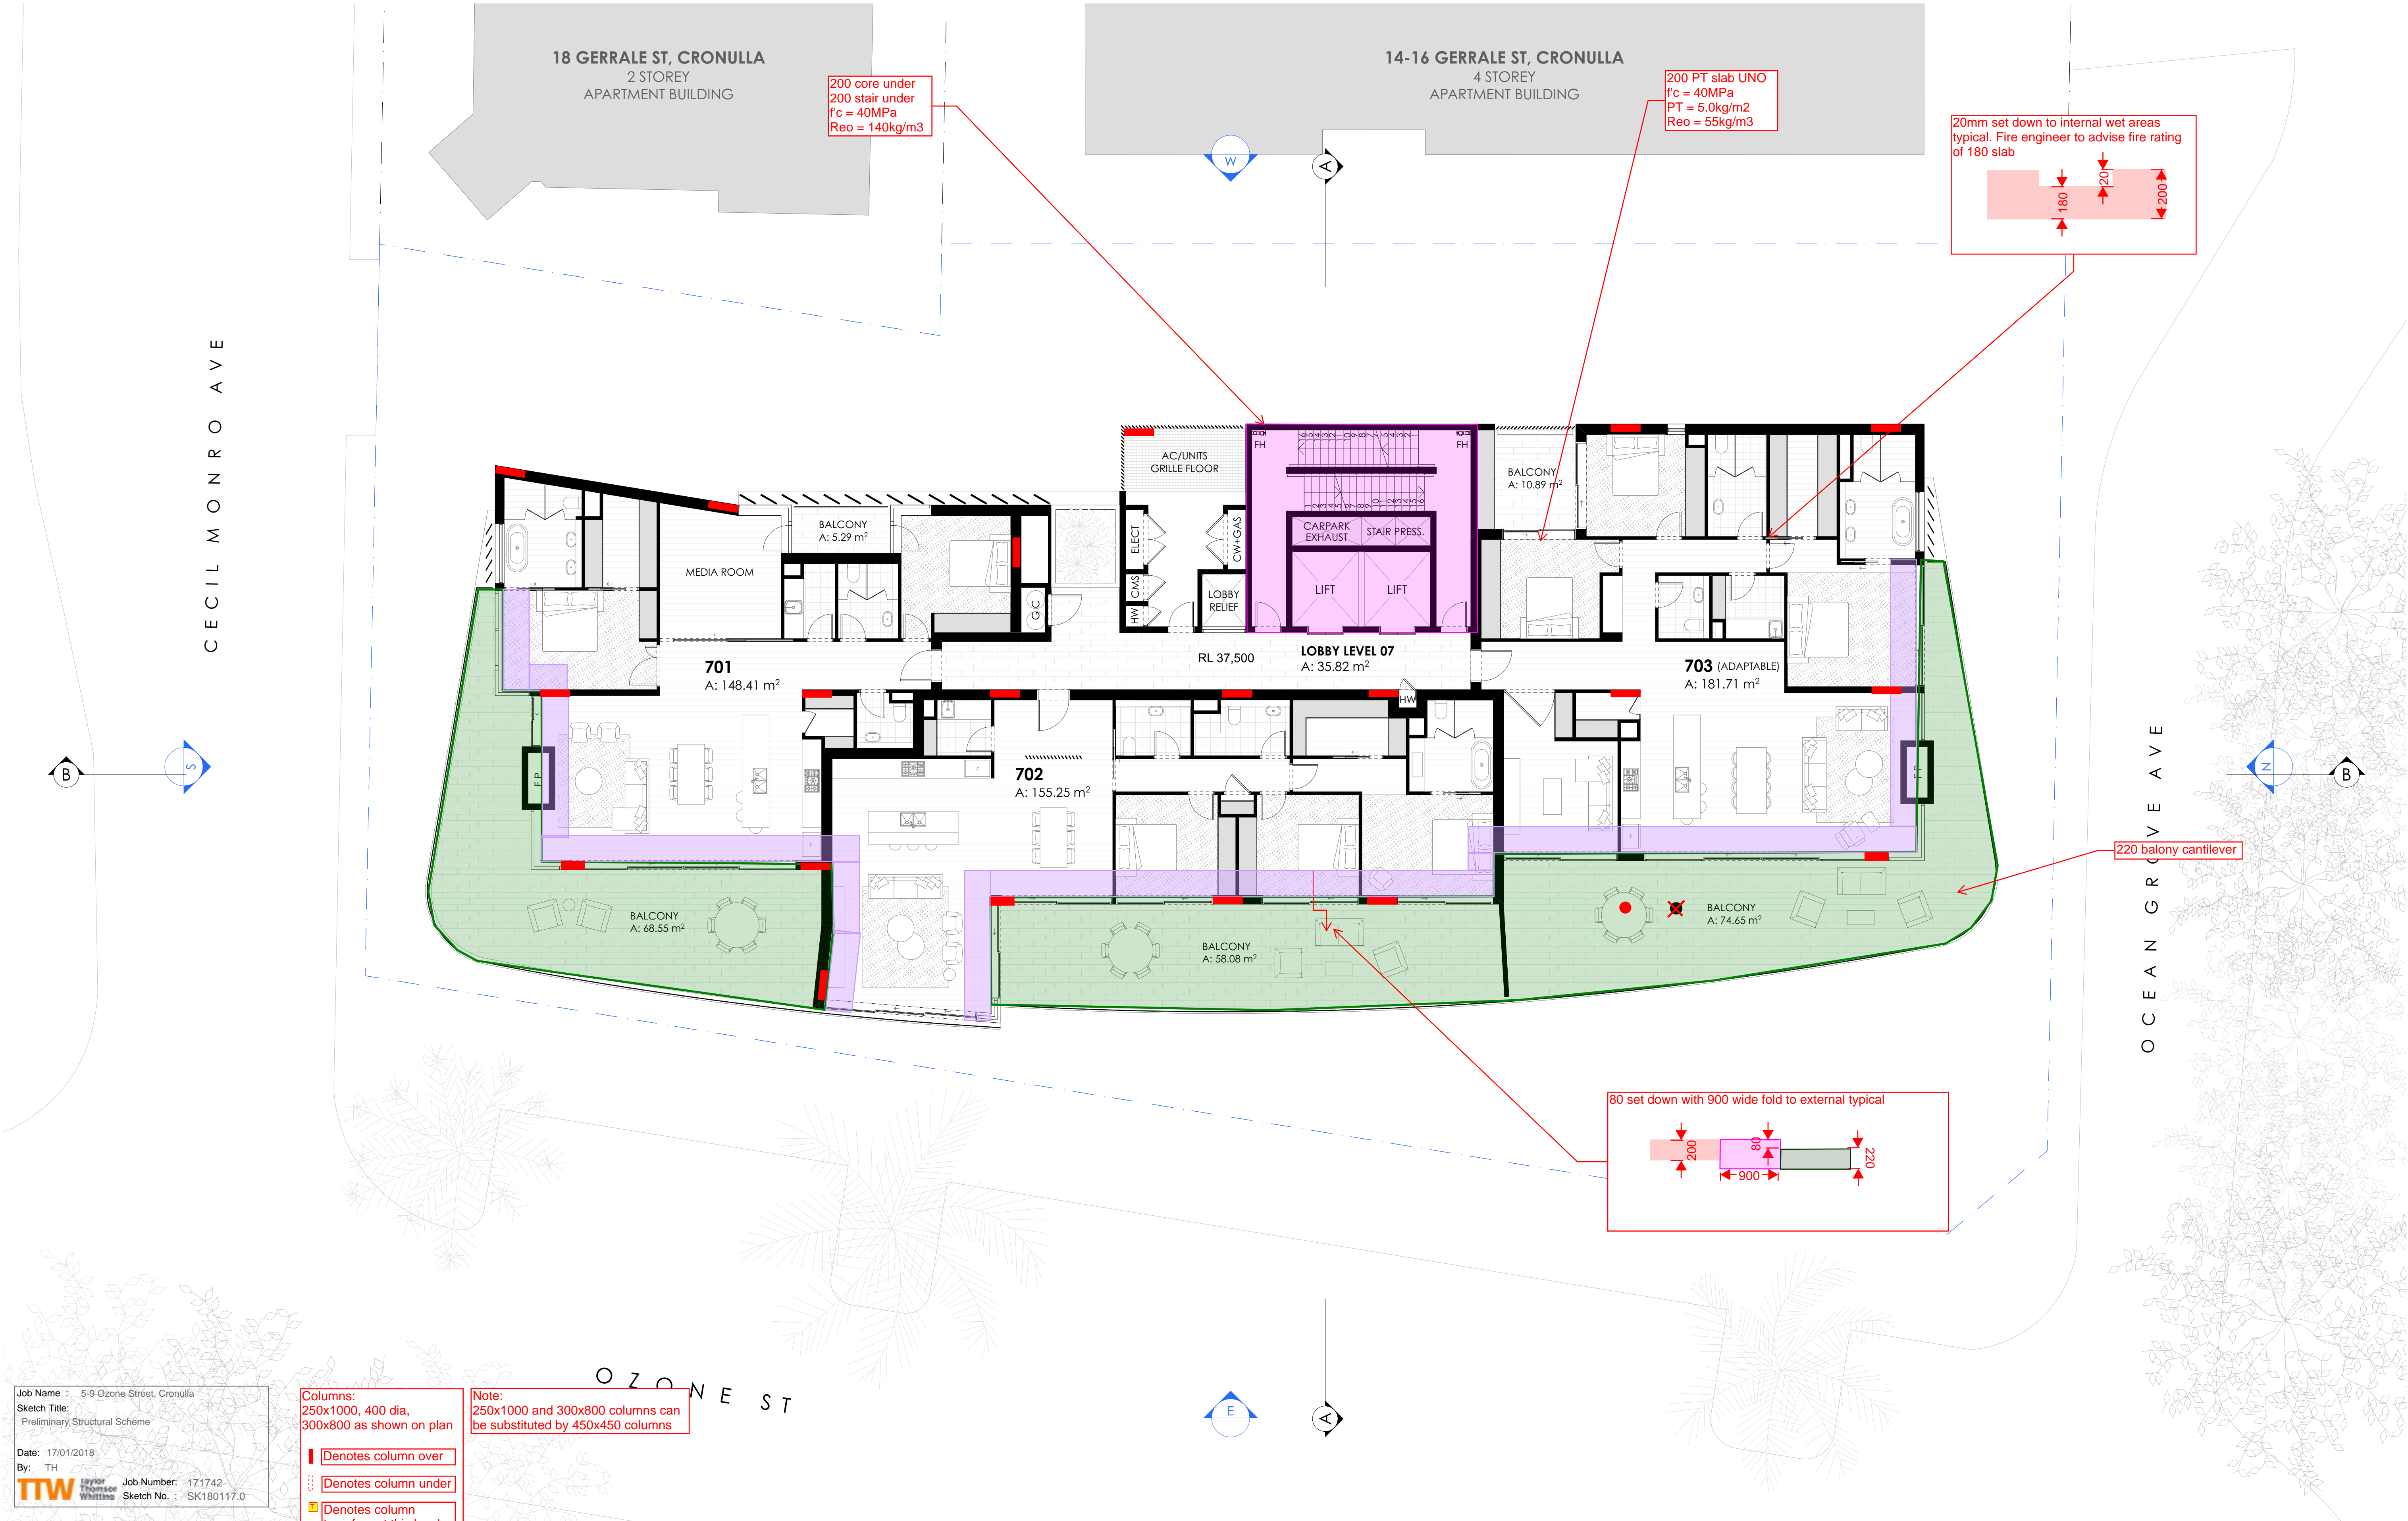 18 GERRALE ST, CRONULLA
2 STOREY
APARTMENT BUILDING
14-16 GERRALE ST, CRONULLA
4 STOREY
APARTMENT BUILDING
200 core under
200 stair under
f'c = 40MPa
Reo = 140kg/m3
200 PT slab UNO
f'c = 40MPa
PT = 5.0kg/m2
Reo = 55kg/m3
20mm set down to internal wet areas
typical. Fire engineer to advise fire rating
of 180 slab
180
20
200
W
A
CECIL MONRO AVE
OCEAN GROVE AVE
AC/UNITS
GRILLE FLOOR
FH
FH
BALCONY
A: 10.89 m²
BALCONY
A: 5.29 m²
ELECT
CW+GAS
CARPARK
EXHAUST
STAIR PRESS.
MEDIA ROOM
CMS
HW
LOBBY
RELIEF
LIFT
LIFT
GC
701
A: 148.41 m²
RL 37,500
LOBBY LEVEL 07
A: 35.82 m²
703 (ADAPTABLE)
A: 181.71 m²
HW
B
S
FP
702
A: 155.25 m²
FP
N
B
220 balony cantilever
BALCONY
A: 68.55 m²
BALCONY
A: 58.08 m²
BALCONY
A: 74.65 m²
80 set down with 900 wide fold to external typical
200
80
220
900
OZONE ST
E
A
Job Name : 5-9 Ozone Street, Cronulla
Sketch Title:
Preliminary Structural Scheme
Date: 17/01/2018
By: TH
TTW Taylor
Thomson
Whitting
Job Number: 171742
Sketch No. : SK180117.0
Columns:
250x1000, 400 dia,
300x800 as shown on plan
Denotes column over
Denotes column under
T
Denotes column
Note:
250x1000 and 300x800 columns can
be substituted by 450x450 columns